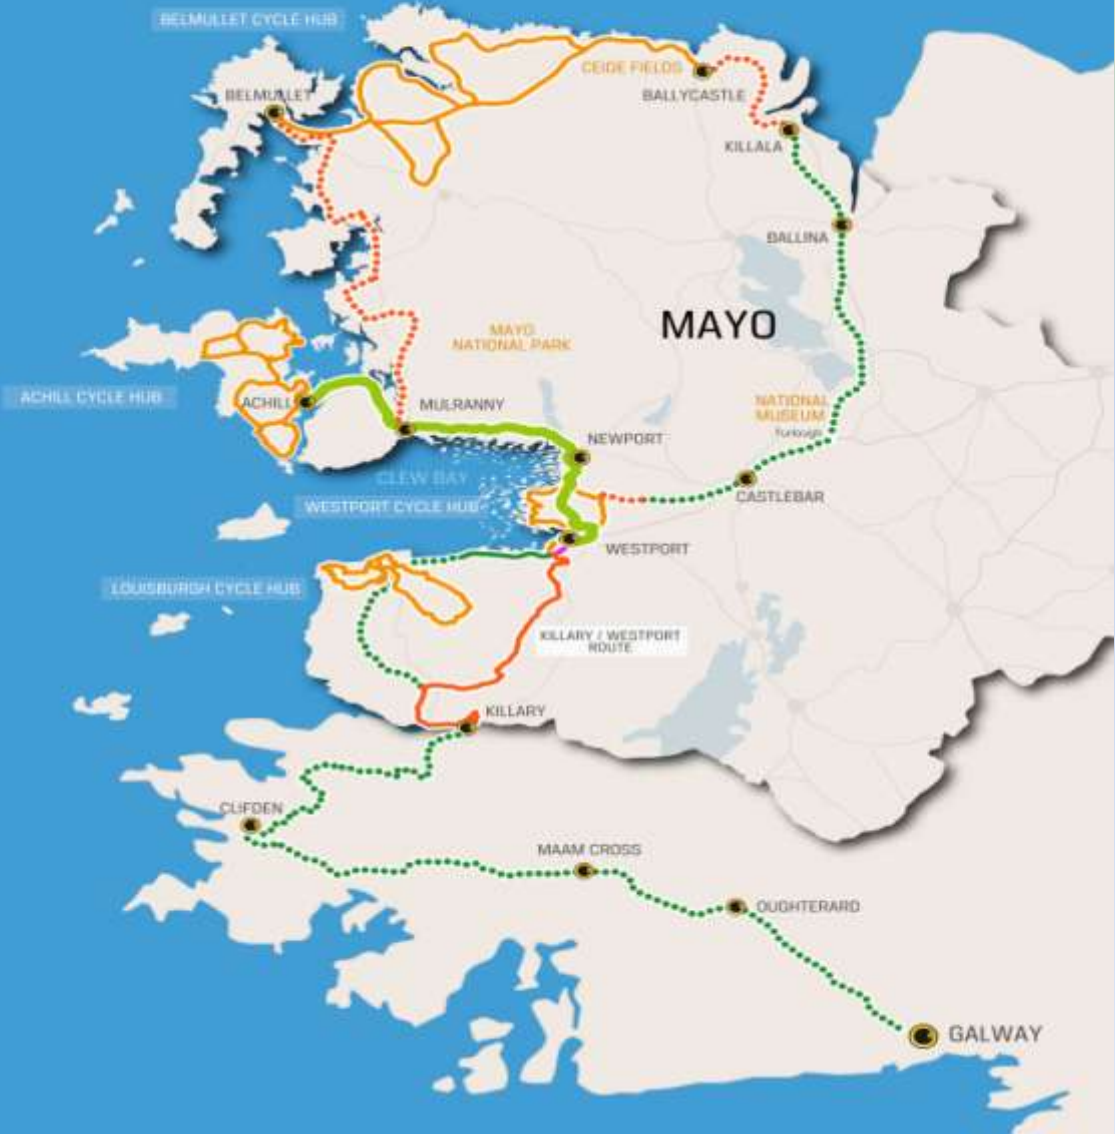 BELMULLET CYCLE HUB
BELMULLET
CEIDE FIELDS
BALLYCASTLE
KILLALA
BALLINA
MAYO
MAYO
NATIONAL PARK
ACHILL CYCLE HUB
ACHILL
MULRANNY
NATIONAL
MUSEUM
Turlough
NEWPORT
CLEW BAY
CASTLEBAR
WESTPORT CYCLE HUB
WESTPORT
LOUISBURGH CYCLE HUB
KILLARY / WESTPORT
ROUTE
KILLARY
CLIFDEN
MAAM CROSS
OUGHTERARD
GALWAY